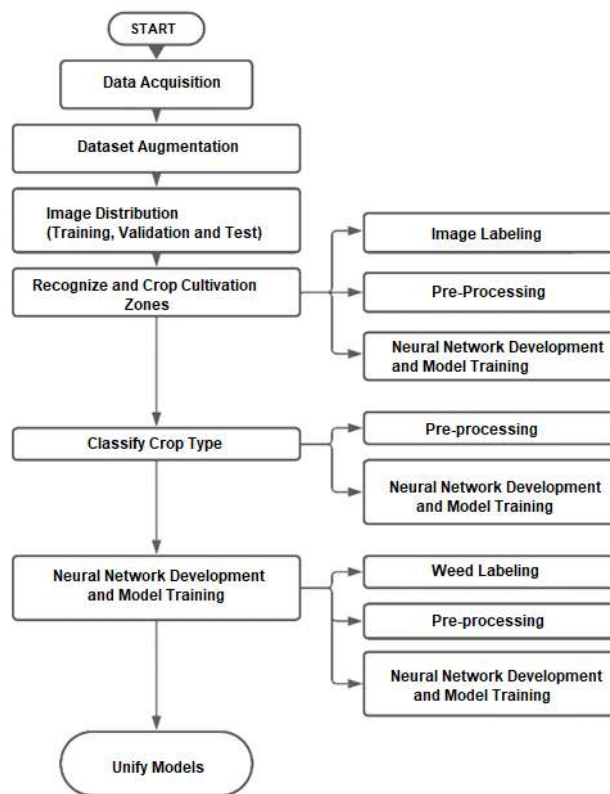 START
Data Acquisition
Dataset Augmentation
Image Distribution
(Training, Validation and Test)
Recognize and Crop Cultivation
Zones
Image Labeling
Pre-Processing
Neural Network Development
and Model Training
Classify Crop Type
Pre-processing
Neural Network Development
and Model Training
Neural Network Development
and Model Training
Weed Labeling
Pre-processing
Neural Network Development
and Model Training
Unify Models